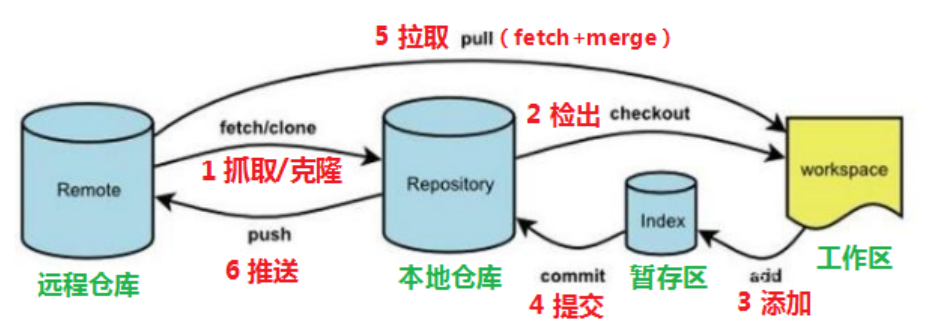 5 拉取 pull（fetch+merge）
fetch/clone
2 检出 checkout
1 抓取/克隆
Remote
Repository
workspace
Index
push
6 推送
远程仓库
本地仓库
commit
4 提交
暂存区
add
3 添加
工作区